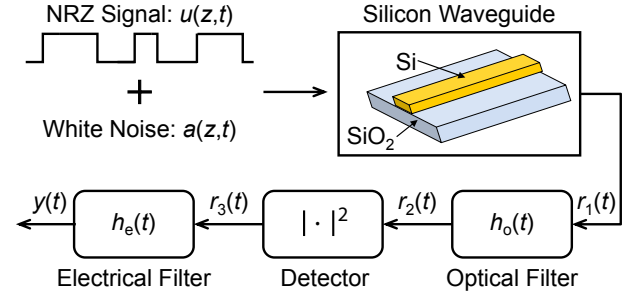 NRZ Signal: u(z,t)
+
White Noise: a(z,t)
Silicon Waveguide
Si
SiO₂
y(t)
hₑ(t)
r₃(t)
| · |²
r₂(t)
hₒ(t)
r₁(t)
Electrical Filter
Detector
Optical Filter